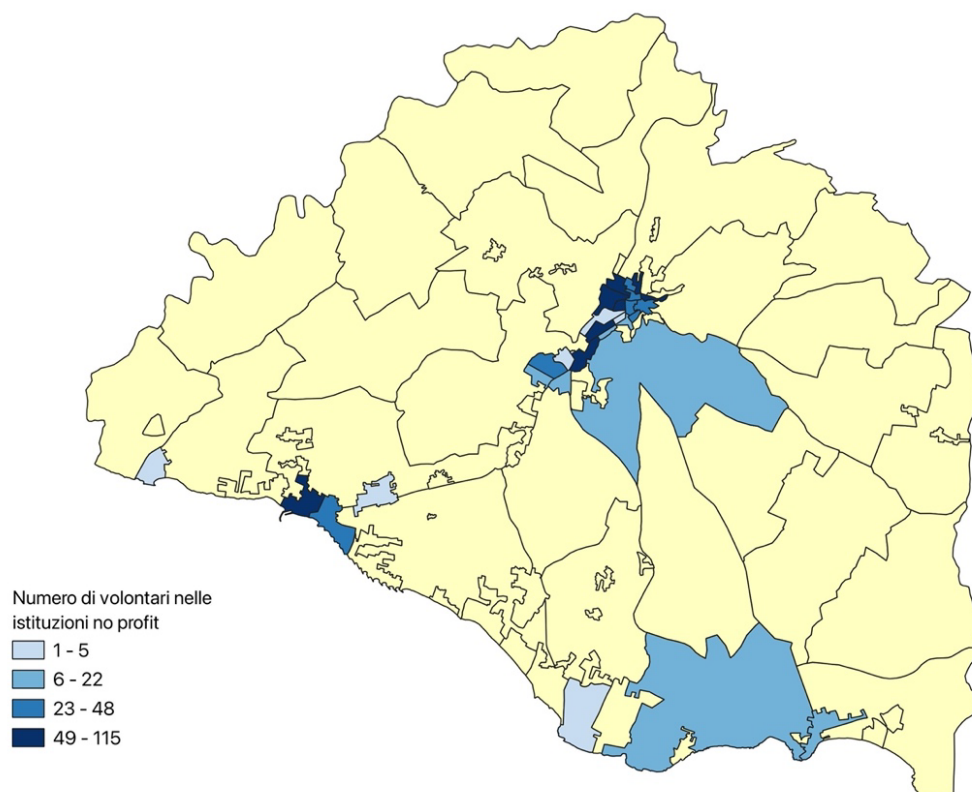 Numero di volontari nelle
istituzioni no profit
1 - 5
6 - 22
23 - 48
49 - 115